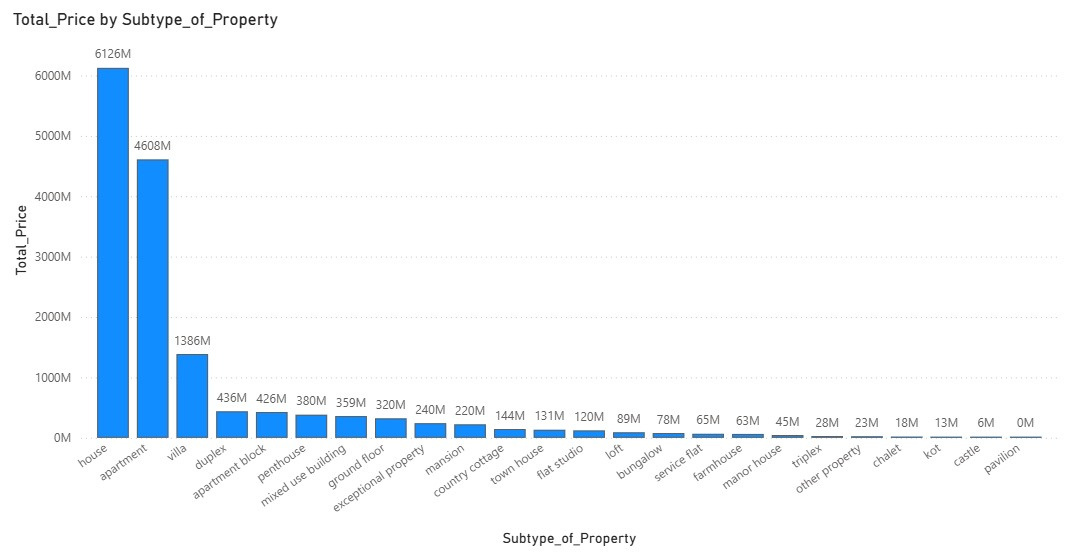 Total_Price by Subtype_of_Property
6126M
6000M
5000M
4608M
4000M
3000M
2000M
1386M
1000M
436M 426M 380M 359M 320M 240M 220M 144M 131M 120M 89M 78M 65M 63M 45M 28M 23M 18M 13M 6M 0M
0M
Total_Price
house
apartment
villa
duplex
apartment block
penthouse
mixed use building
ground floor
exceptional property
mansion
country cottage
town house
flat studio
loft
bungalow
service flat
farmhouse
manor house
triplex
other property
chalet
kot
castle
pavilion
Subtype_of_Property